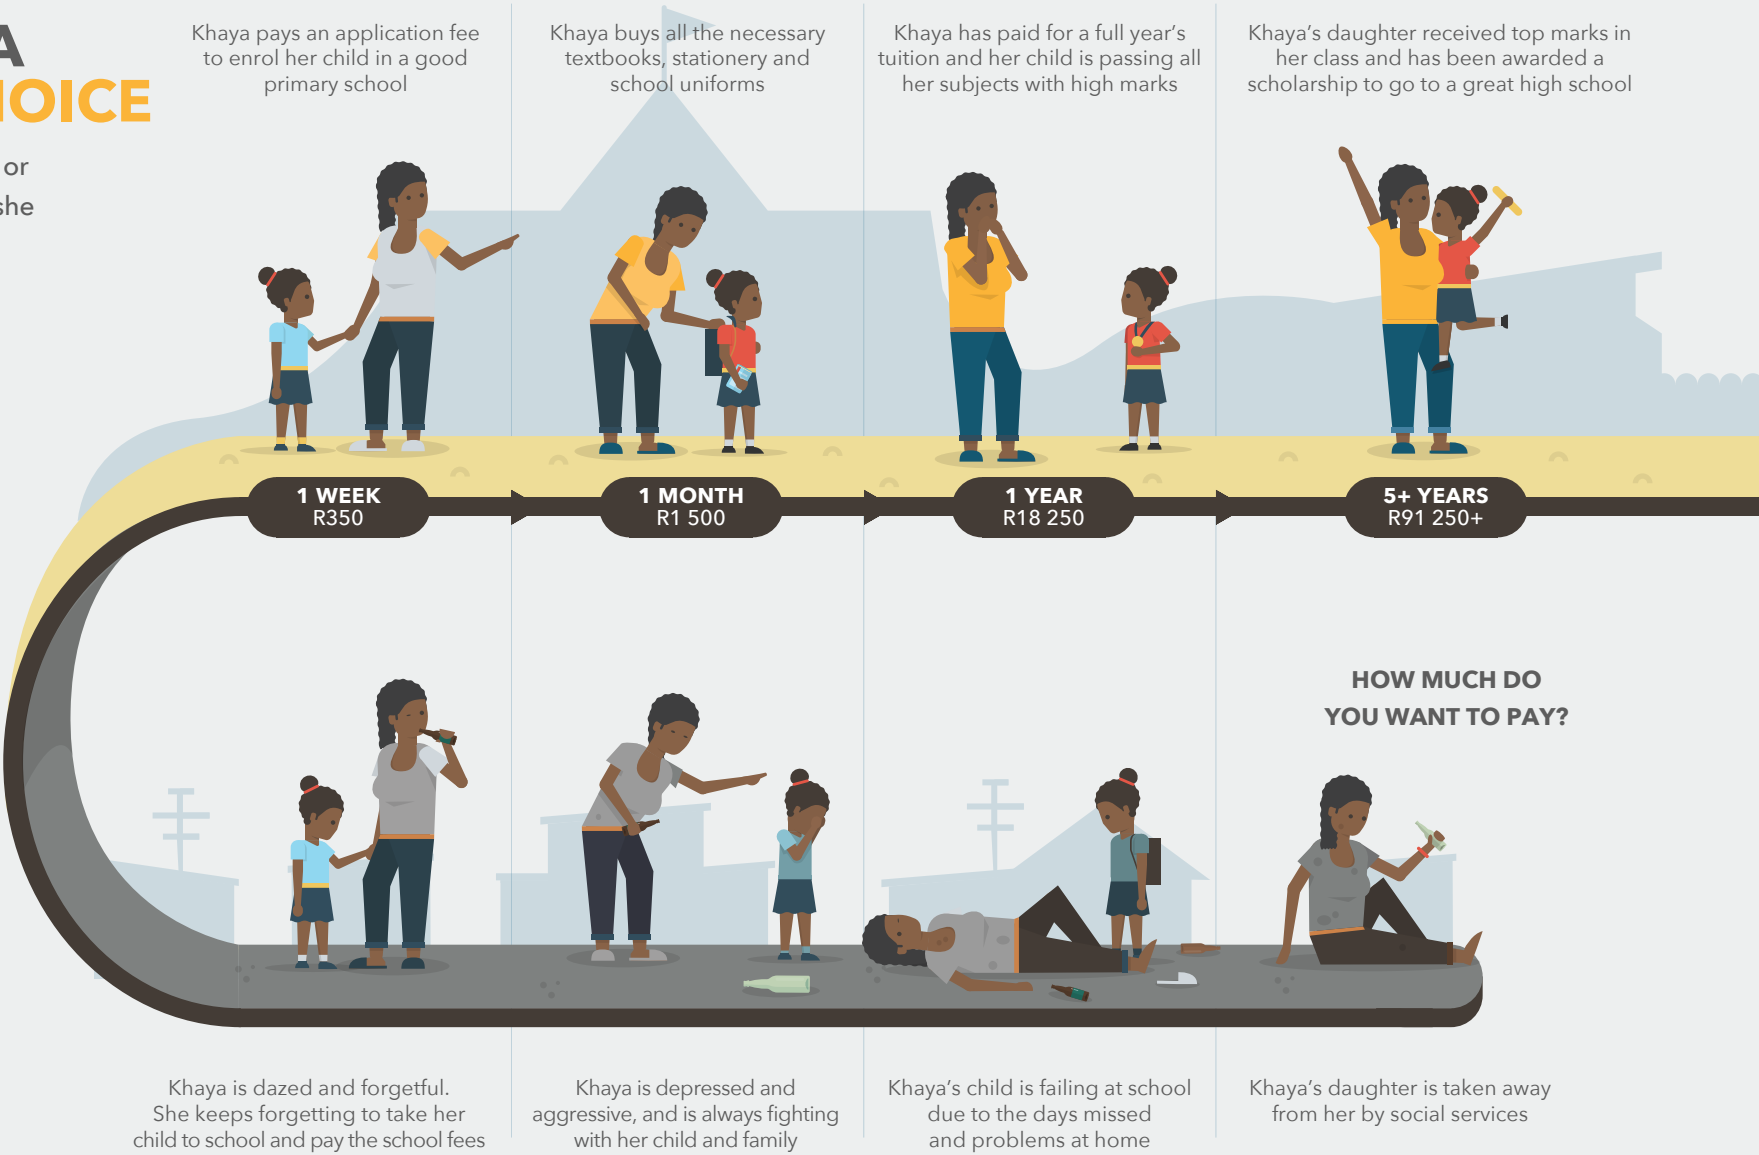 A
HOICE
or
she
Khaya pays an application fee
to enrol her child in a good
primary school
Khaya buys all the necessary
textbooks, stationery and
school uniforms
Khaya has paid for a full year's
tuition and her child is passing all
her subjects with high marks
Khaya's daughter received top marks in
her class and has been awarded a
scholarship to go to a great high school
1 WEEK
R350
1 MONTH
R1 500
1 YEAR
R18 250
5+ YEARS
R91 250+
HOW MUCH DO
YOU WANT TO PAY?
Khaya is dazed and forgetful.
She keeps forgetting to take her
child to school and pay the school fees
Khaya is depressed and
aggressive, and is always fighting
with her child and family
Khaya's child is failing at school
due to the days missed
and problems at home
Khaya's daughter is taken away
from her by social services